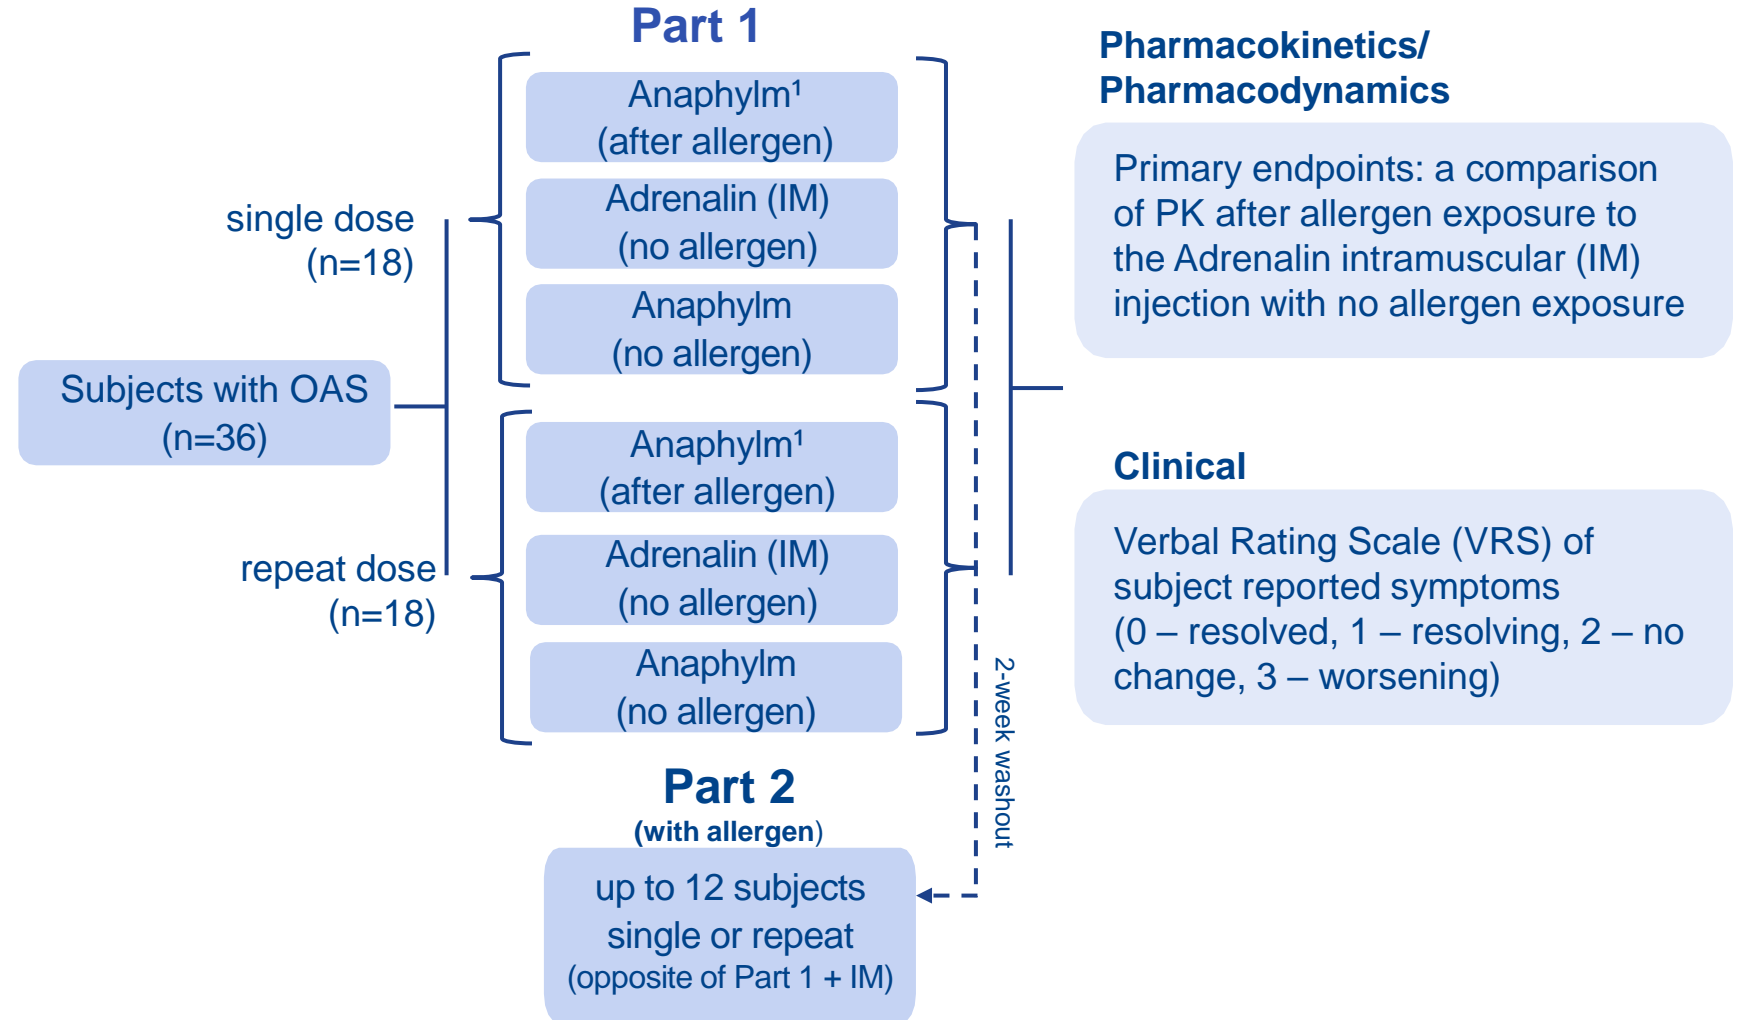 Part 1
single dose
(n=18)
Anaphylm¹
(after allergen)
Adrenalin (IM)
(no allergen)
Anaphylm
(no allergen)
Subjects with OAS
(n=36)
repeat dose
(n=18)
Anaphylm¹
(after allergen)
Adrenalin (IM)
(no allergen)
Anaphylm
(no allergen)
2-week washout
Part 2
(with allergen)
up to 12 subjects
single or repeat
(opposite of Part 1 + IM)
Pharmacokinetics/
Pharmacodynamics
Primary endpoints: a comparison
of PK after allergen exposure to
the Adrenalin intramuscular (IM)
injection with no allergen exposure
Clinical
Verbal Rating Scale (VRS) of
subject reported symptoms
(0 – resolved, 1 – resolving, 2 – no
change, 3 – worsening)